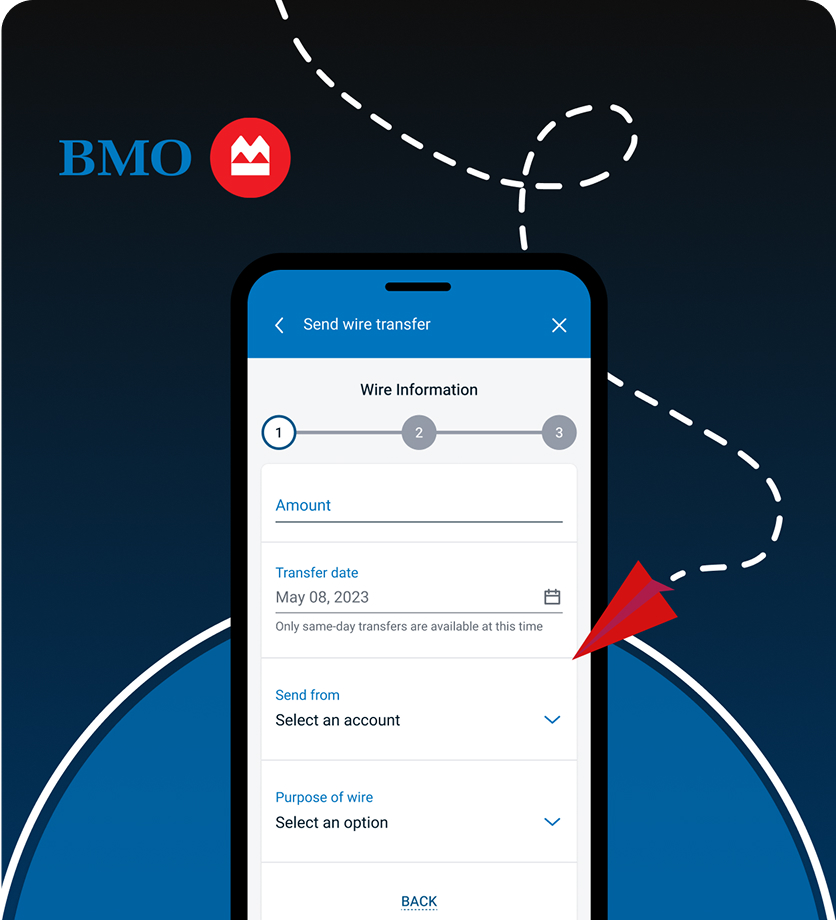 BMO
Send wire transfer
Wire Information
1 2 3
Amount
Transfer date
May 08, 2023
Only same-day transfers are available at this time
Send from
Select an account
Purpose of wire
Select an option
BACK